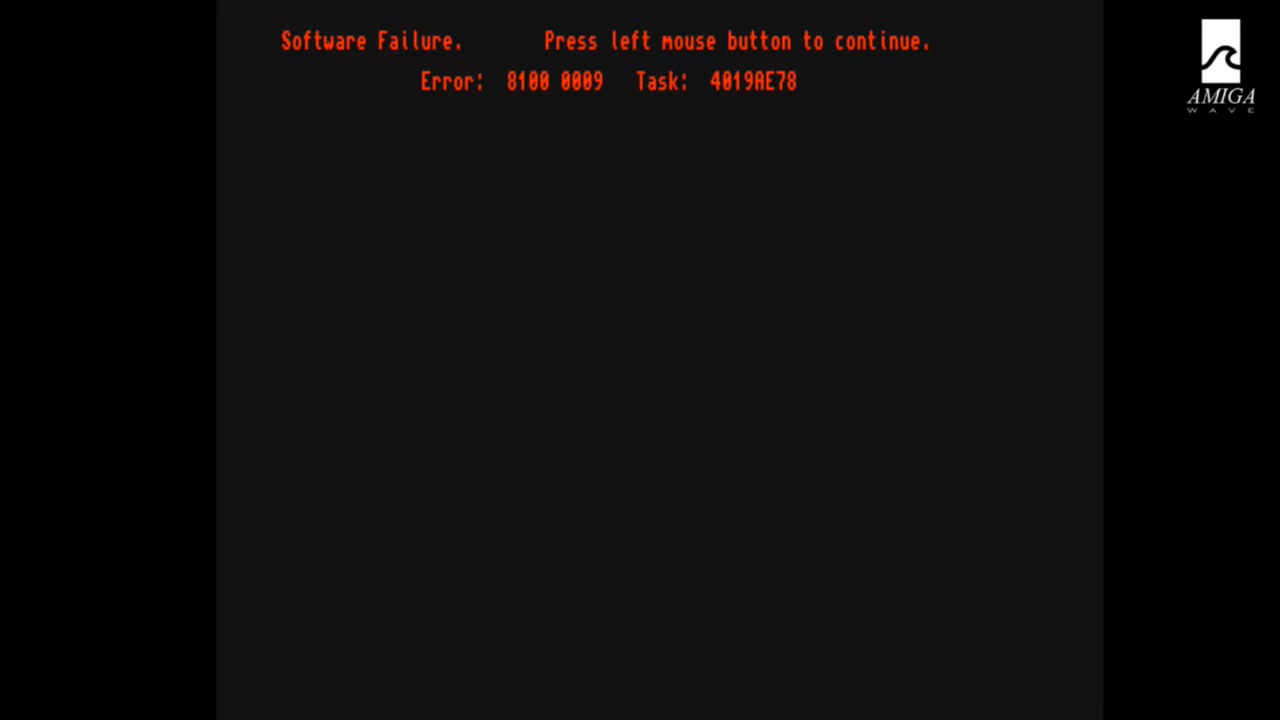 Software Failure. Press left mouse button to continue.
Error: 8100 0009 Task: 4019AE78
AMIGA
WAVE